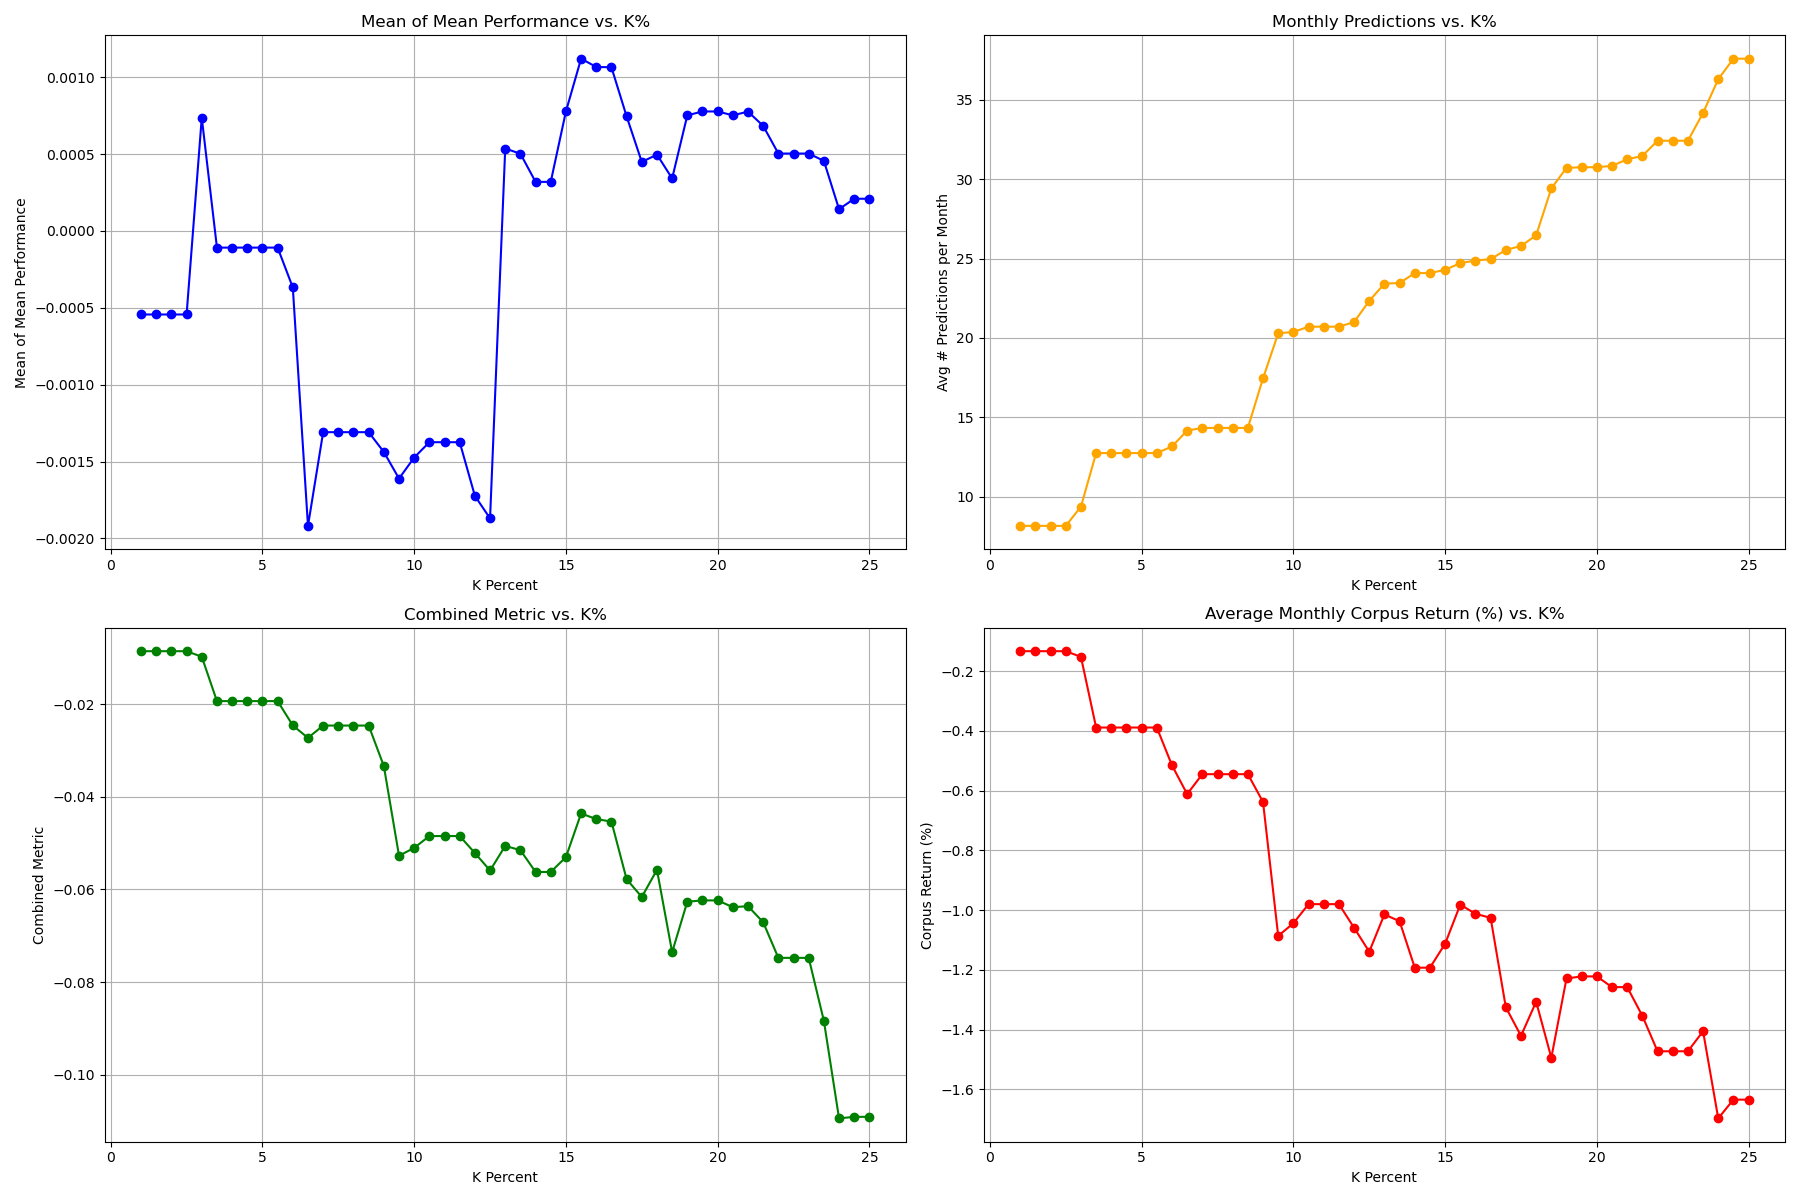 Mean of Mean Performance vs. K%
Mean of Mean Performance
0.0010
0.0005
0.0000
−0.0005
−0.0010
−0.0015
−0.0020
0 5 10 15 20 25
K Percent
Monthly Predictions vs. K%
Avg # Predictions per Month
35
30
25
20
15
10
0 5 10 15 20 25
K Percent
Combined Metric vs. K%
Combined Metric
−0.02
−0.04
−0.06
−0.08
−0.10
0 5 10 15 20 25
K Percent
Average Monthly Corpus Return (%) vs. K%
Corpus Return (%)
−0.2
−0.4
−0.6
−0.8
−1.0
−1.2
−1.4
−1.6
0 5 10 15 20 25
K Percent